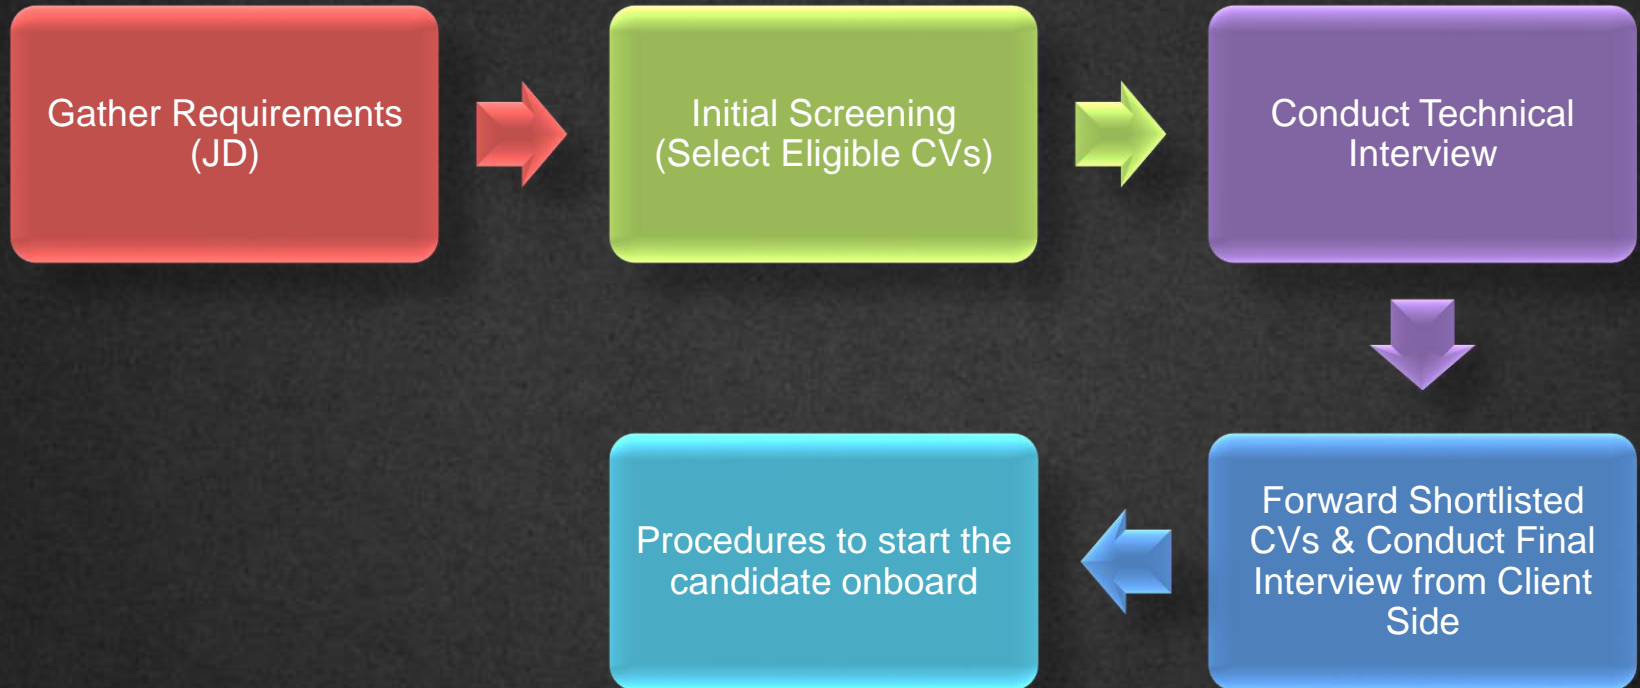 Gather Requirements
(JD)
Initial Screening
(Select Eligible CVs)
Conduct Technical
Interview
Forward Shortlisted
CVs & Conduct Final
Interview from Client
Side
Procedures to start the
candidate onboard